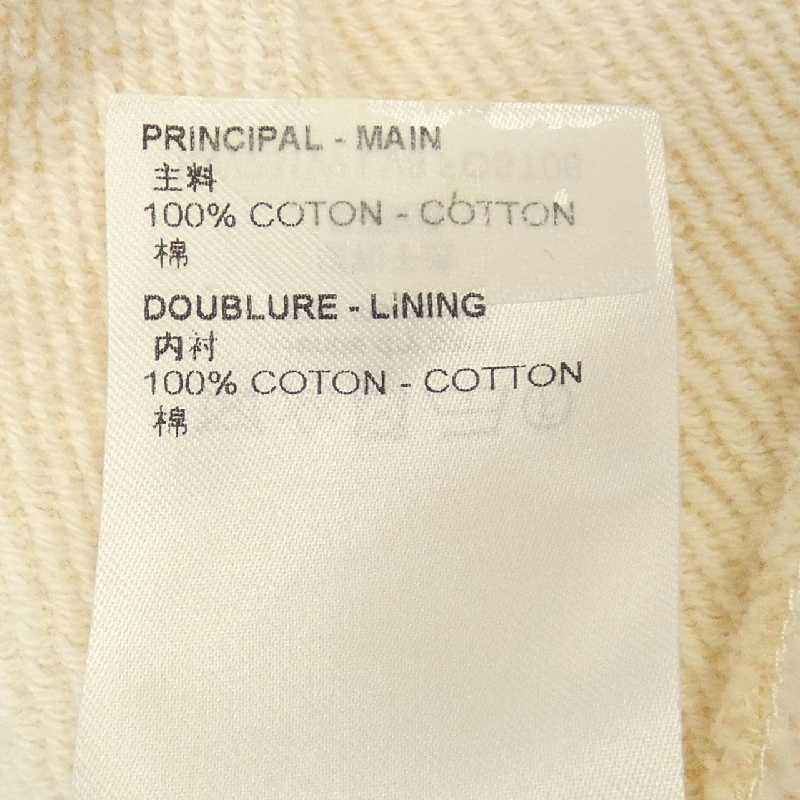 PRINCIPAL - MAIN
主料
100% COTON - COTTON
棉
DOUBLURE - LINING
内衬
100% COTON - COTTON
棉